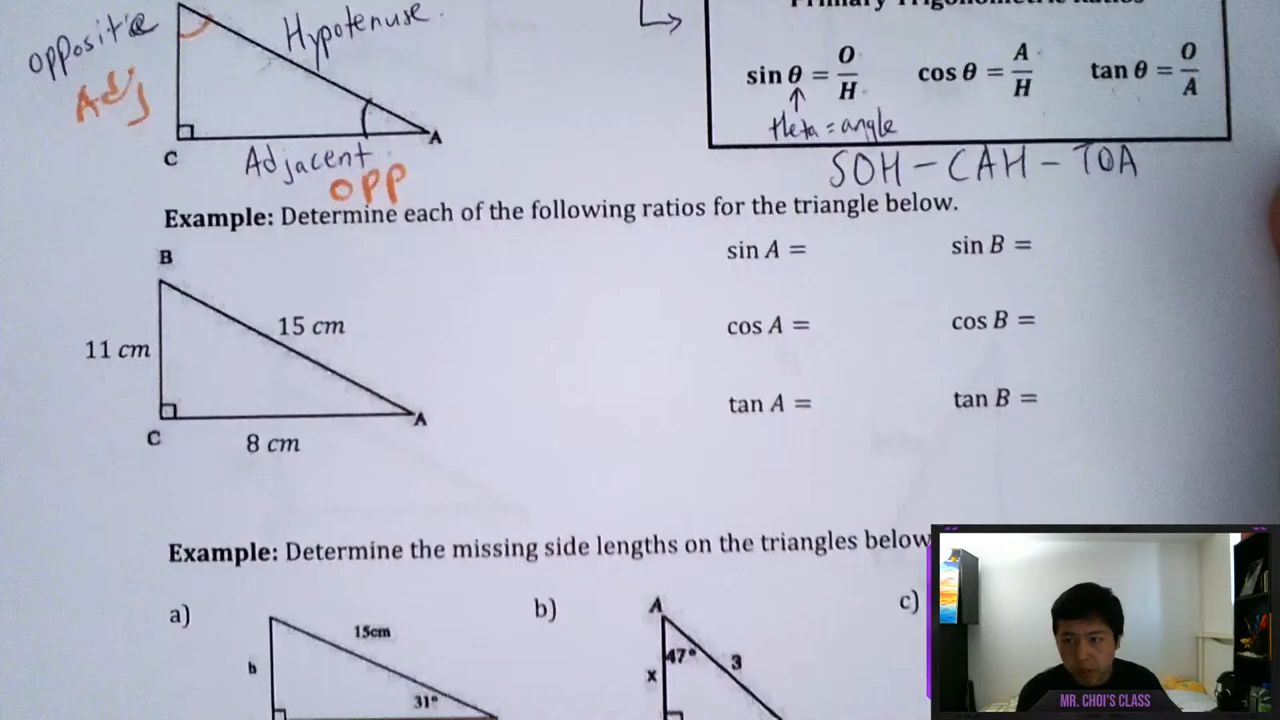 Primary Trigonometric Ratios
opposite
Hypotenuse.
Adj
sin θ = O/H
cos θ = A/H
tan θ = O/A
theta = angle
C
Adjacent
A
OPP
SOH - CAH - TOA
Example: Determine each of the following ratios for the triangle below.
B
sin A =
sin B =
15 cm
11 cm
cos A =
cos B =
tan A =
tan B =
C
8 cm
A
Example: Determine the missing side lengths on the triangles below
a)
b)
c)
15cm
b
31°
A
47°
3
x
MR. CHOI'S CLASS